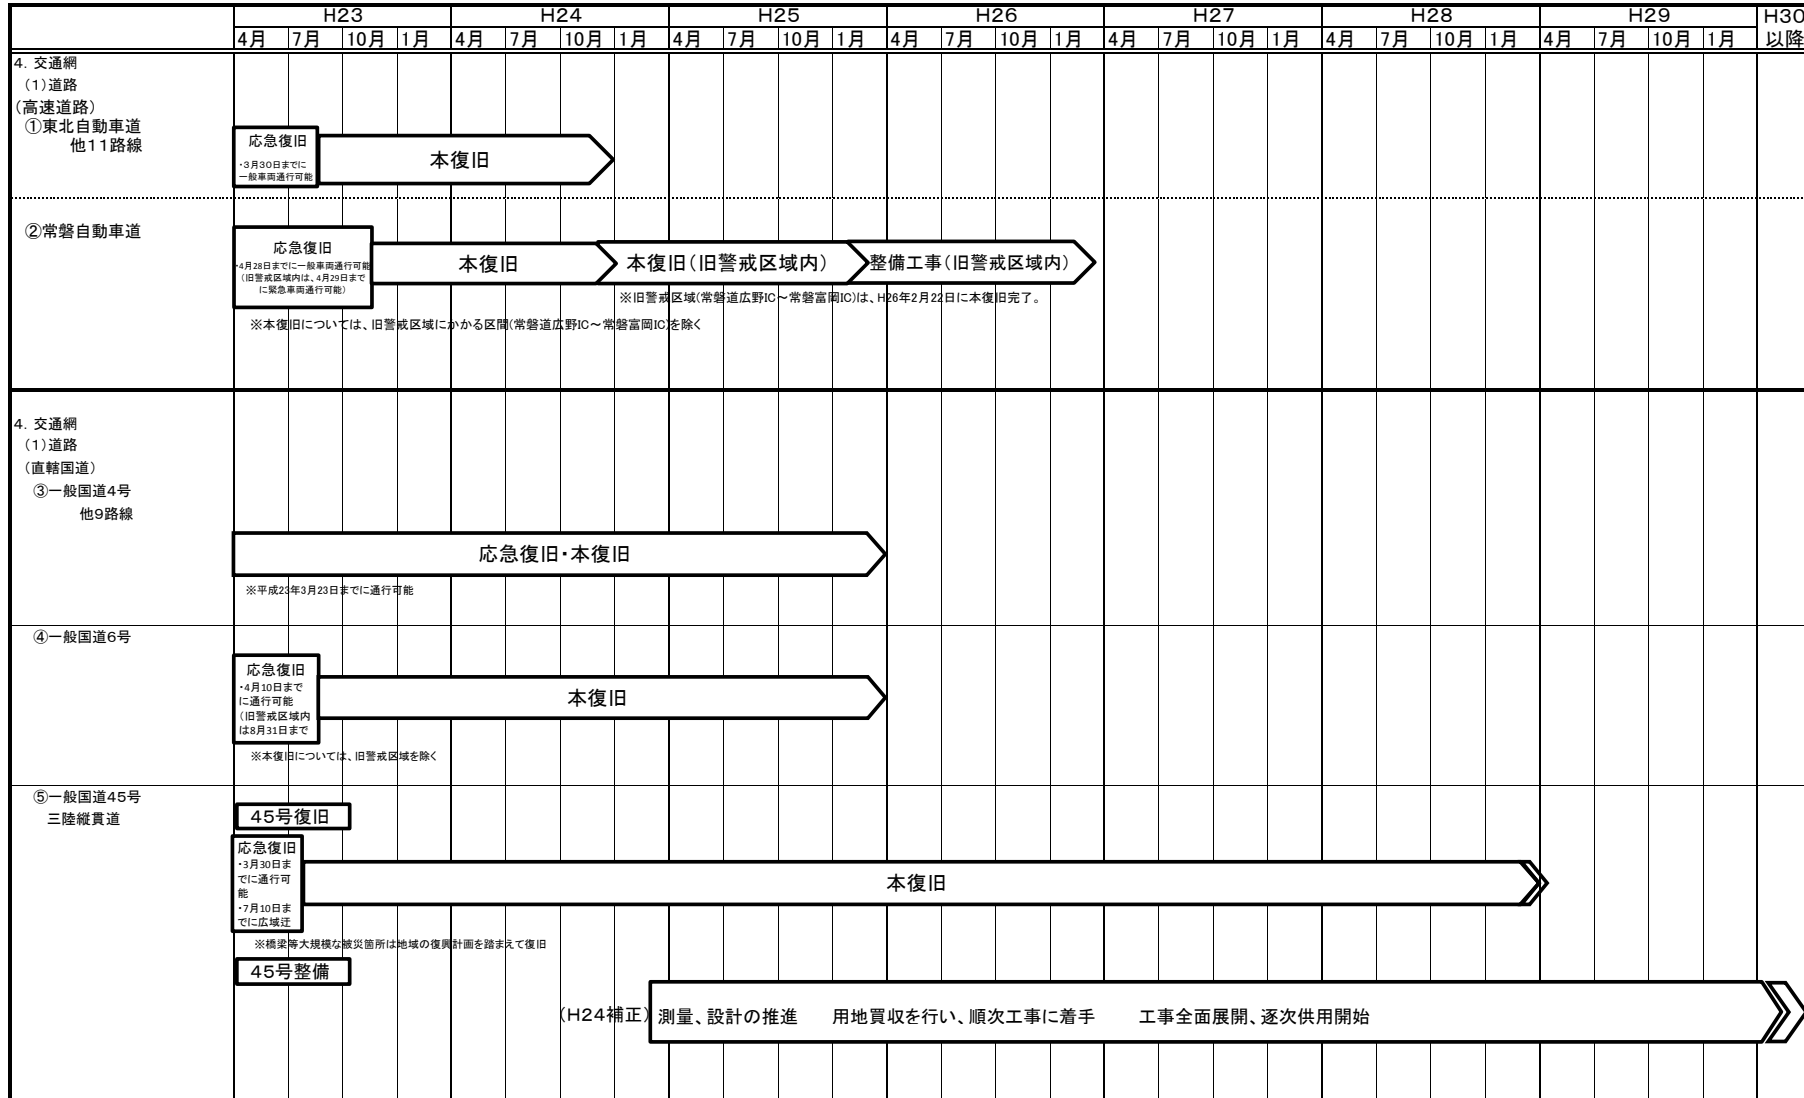 H23 H24 H25 H26 H27 H28 H29 H30
4月 7月 10月 1月 4月 7月 10月 1月 4月 7月 10月 1月 4月 7月 10月 1月 4月 7月 10月 1月 4月 7月 10月 1月 4月 7月 10月 1月 以降
4．交通網
（1）道路
（高速道路）
①東北自動車道
他11路線
応急復旧
・3月30日までに
一般車両通行可能
本復旧
②常磐自動車道
応急復旧
・4月28日までに一般車両通行可能
（旧警戒区域内は、4月29日まで
に緊急車両通行可能）
本復旧
本復旧（旧警戒区域内）
整備工事（旧警戒区域内）
※旧警戒区域(常磐道広野IC～常磐富岡IC)は、H26年2月22日に本復旧完了。
※本復旧については、旧警戒区域にかかる区間(常磐道広野IC～常磐富岡IC)を除く
4．交通網
（1）道路
（直轄国道）
③一般国道4号
他9路線
応急復旧・本復旧
※平成23年3月23日までに通行可能
④一般国道6号
応急復旧
・4月10日まで
に通行可能
（旧警戒区域内
は8月31日まで
本復旧
※本復旧については、旧警戒区域を除く
⑤一般国道45号
三陸縦貫道
45号復旧
応急復旧
・3月30日ま
でに通行可
能
・7月10日ま
でに広域迂
本復旧
※橋梁等大規模な被災箇所は地域の復興計画を踏まえて復旧
45号整備
（H24補正） 測量、設計の推進 用地買収を行い、順次工事に着手 工事全面展開、逐次供用開始